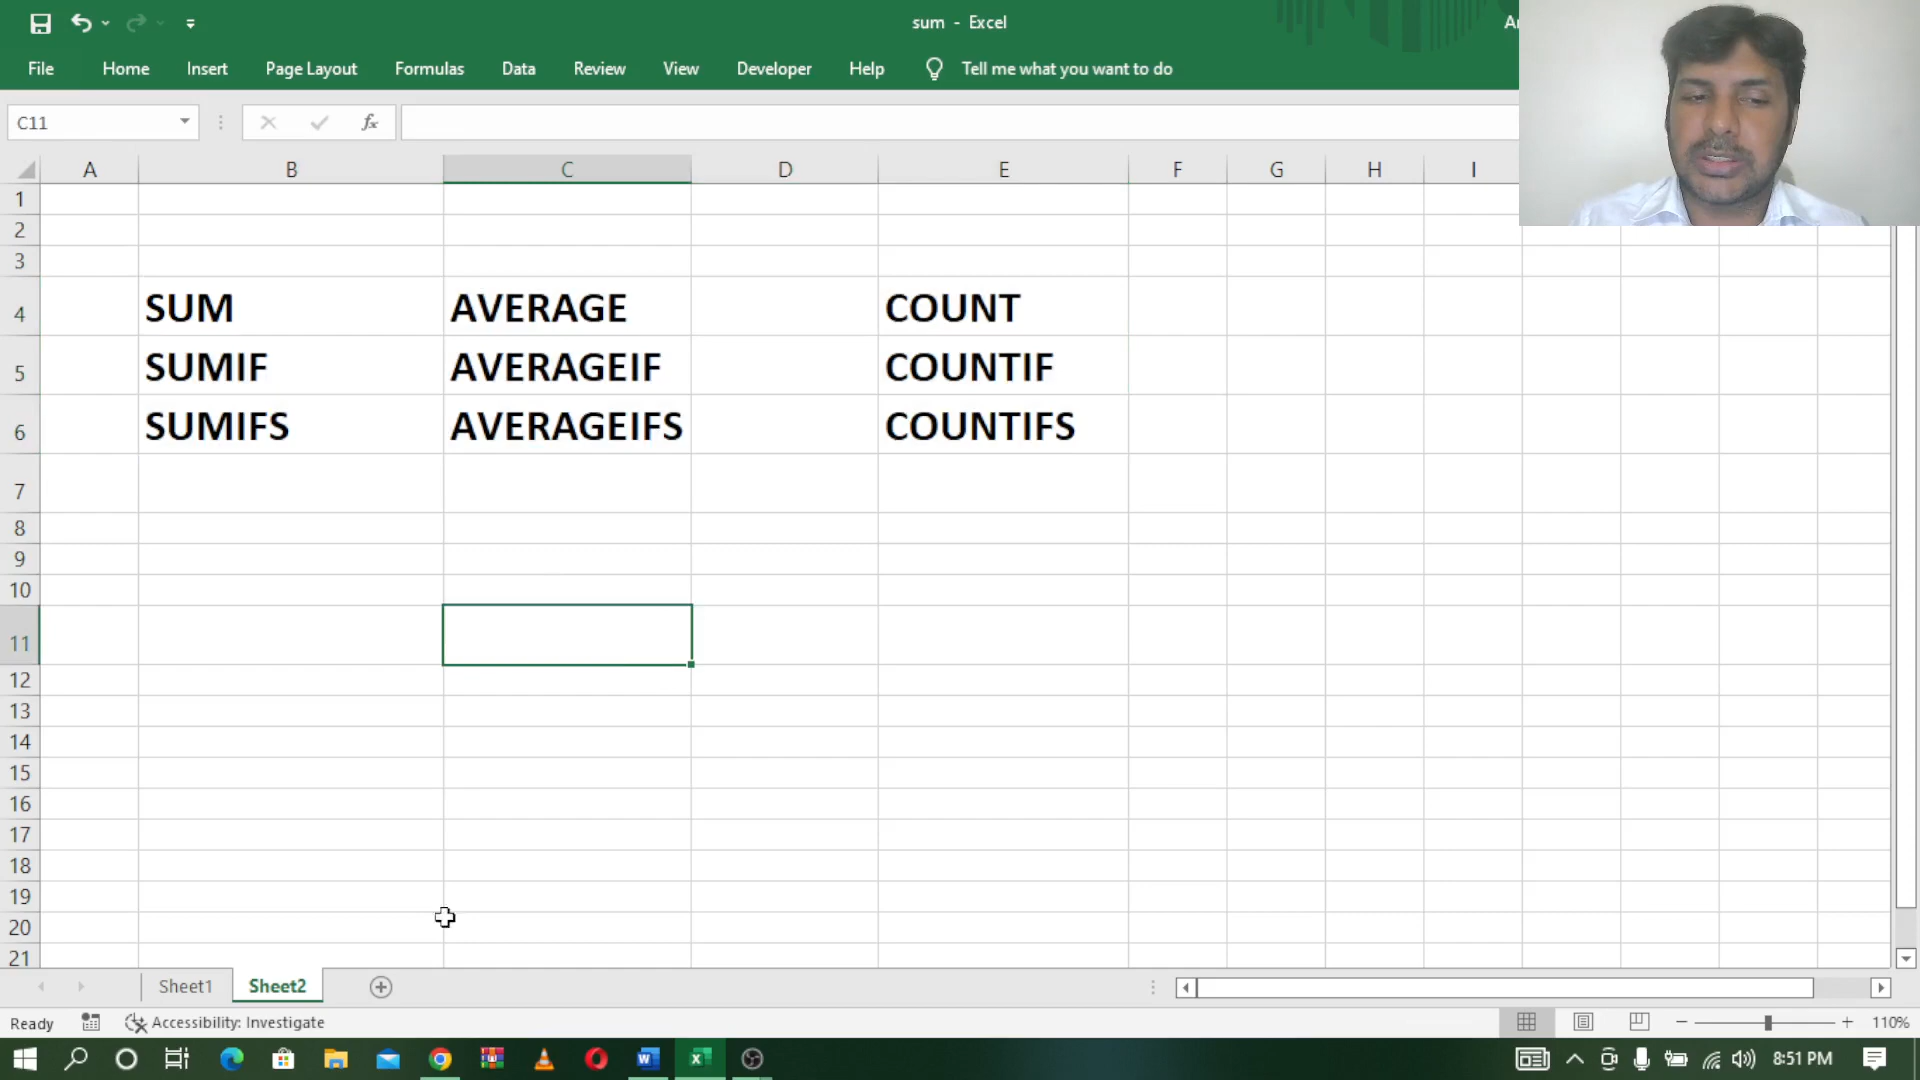 sum - Excel
File Home Insert Page Layout Formulas Data Review View Developer Help Tell me what you want to do
C11 fx
A B C D E F G H I
1
2
3
4 SUM AVERAGE COUNT
5 SUMIF AVERAGEIF COUNTIF
6 SUMIFS AVERAGEIFS COUNTIFS
7
8
9
10
11
12
13
14
15
16
17
18
19
20
21
Sheet1 Sheet2
Ready Accessibility: Investigate 110%
8:51 PM